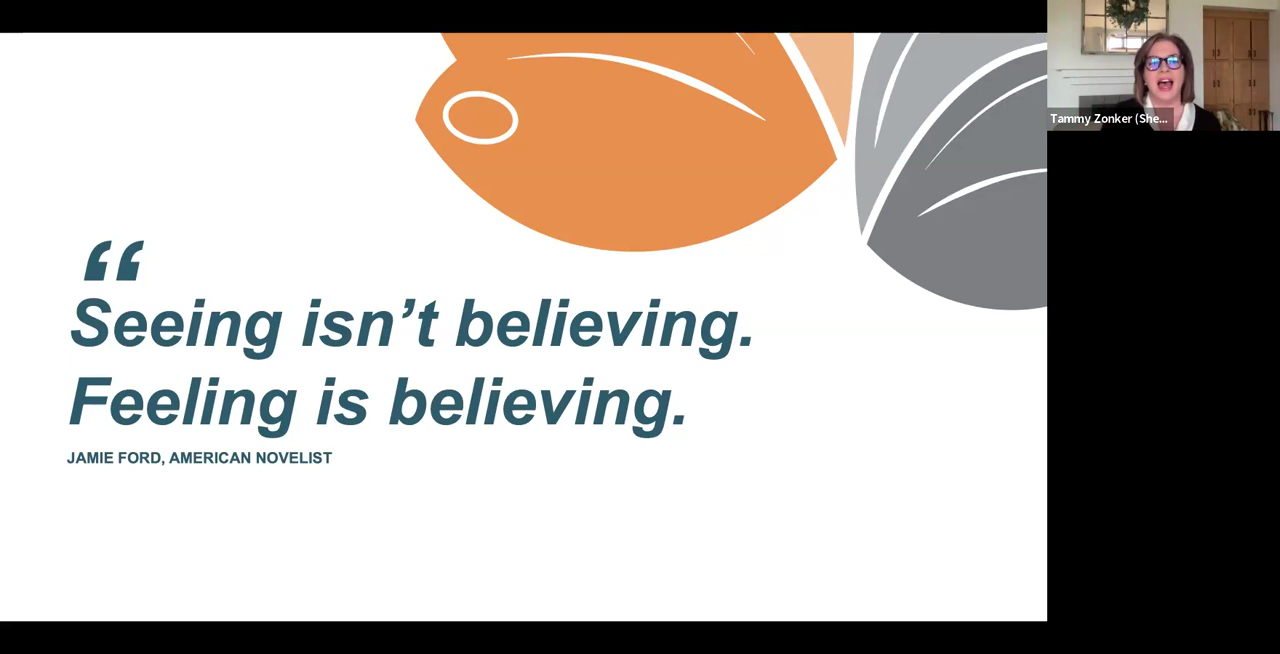 “
Seeing isn’t believing.
Feeling is believing.
JAMIE FORD, AMERICAN NOVELIST
Tammy Zonker (She...